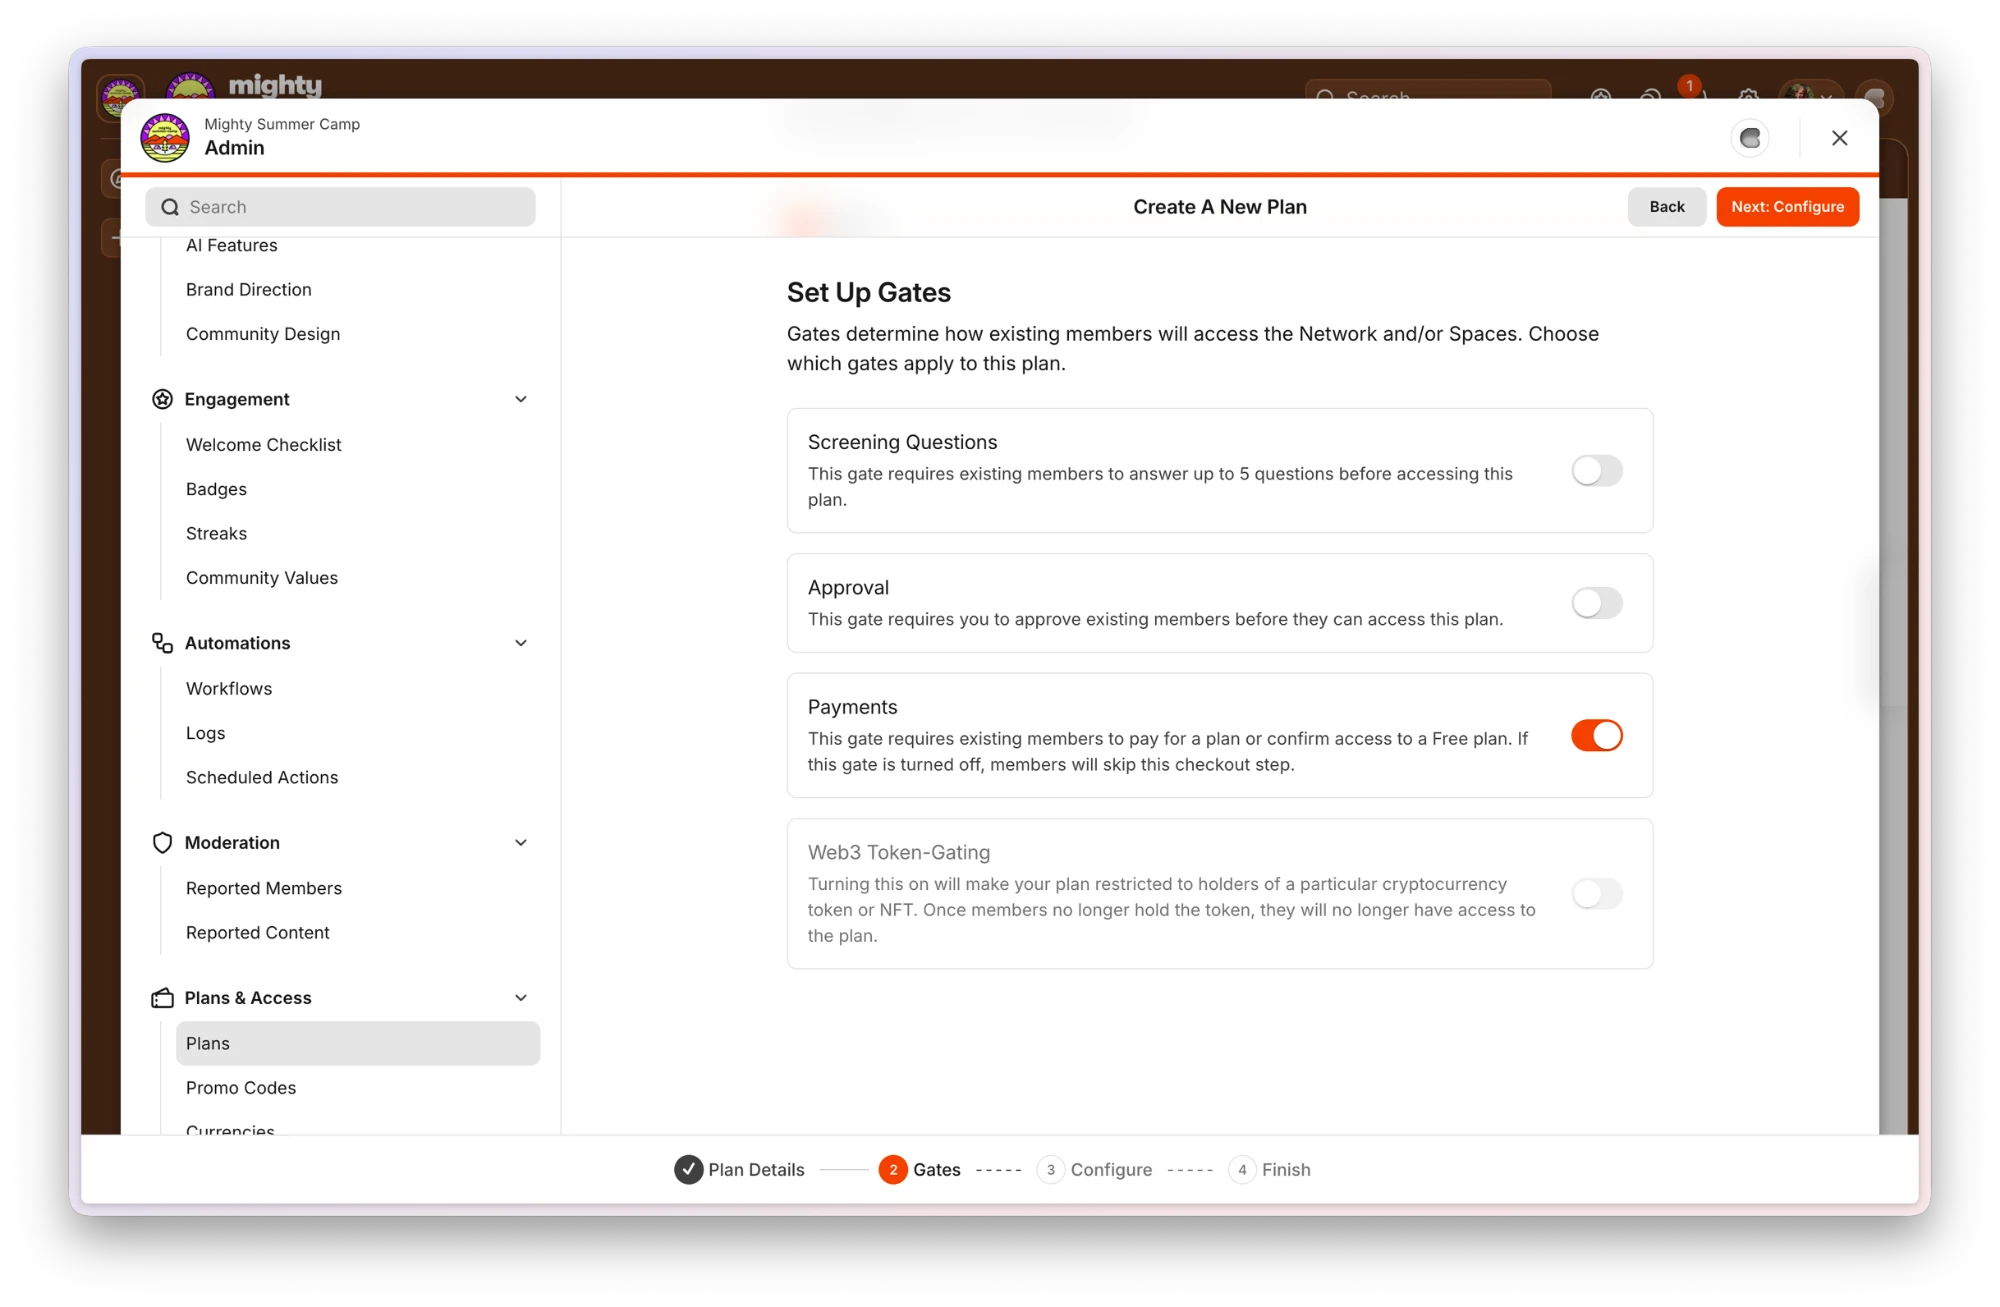 mighty
Search
1
Mighty Summer Camp
Admin
Search
Create A New Plan
Back
Next: Configure
AI Features
Brand Direction
Community Design
Engagement
Welcome Checklist
Badges
Streaks
Community Values
Automations
Workflows
Logs
Scheduled Actions
Moderation
Reported Members
Reported Content
Plans & Access
Plans
Promo Codes
Currencies
Set Up Gates
Gates determine how existing members will access the Network and/or Spaces. Choose
which gates apply to this plan.
Screening Questions
This gate requires existing members to answer up to 5 questions before accessing this
plan.
Approval
This gate requires you to approve existing members before they can access this plan.
Payments
This gate requires existing members to pay for a plan or confirm access to a Free plan. If
this gate is turned off, members will skip this checkout step.
Web3 Token-Gating
Turning this on will make your plan restricted to holders of a particular cryptocurrency
token or NFT. Once members no longer hold the token, they will no longer have access to
the plan.
Plan Details
2 Gates
3 Configure
4 Finish